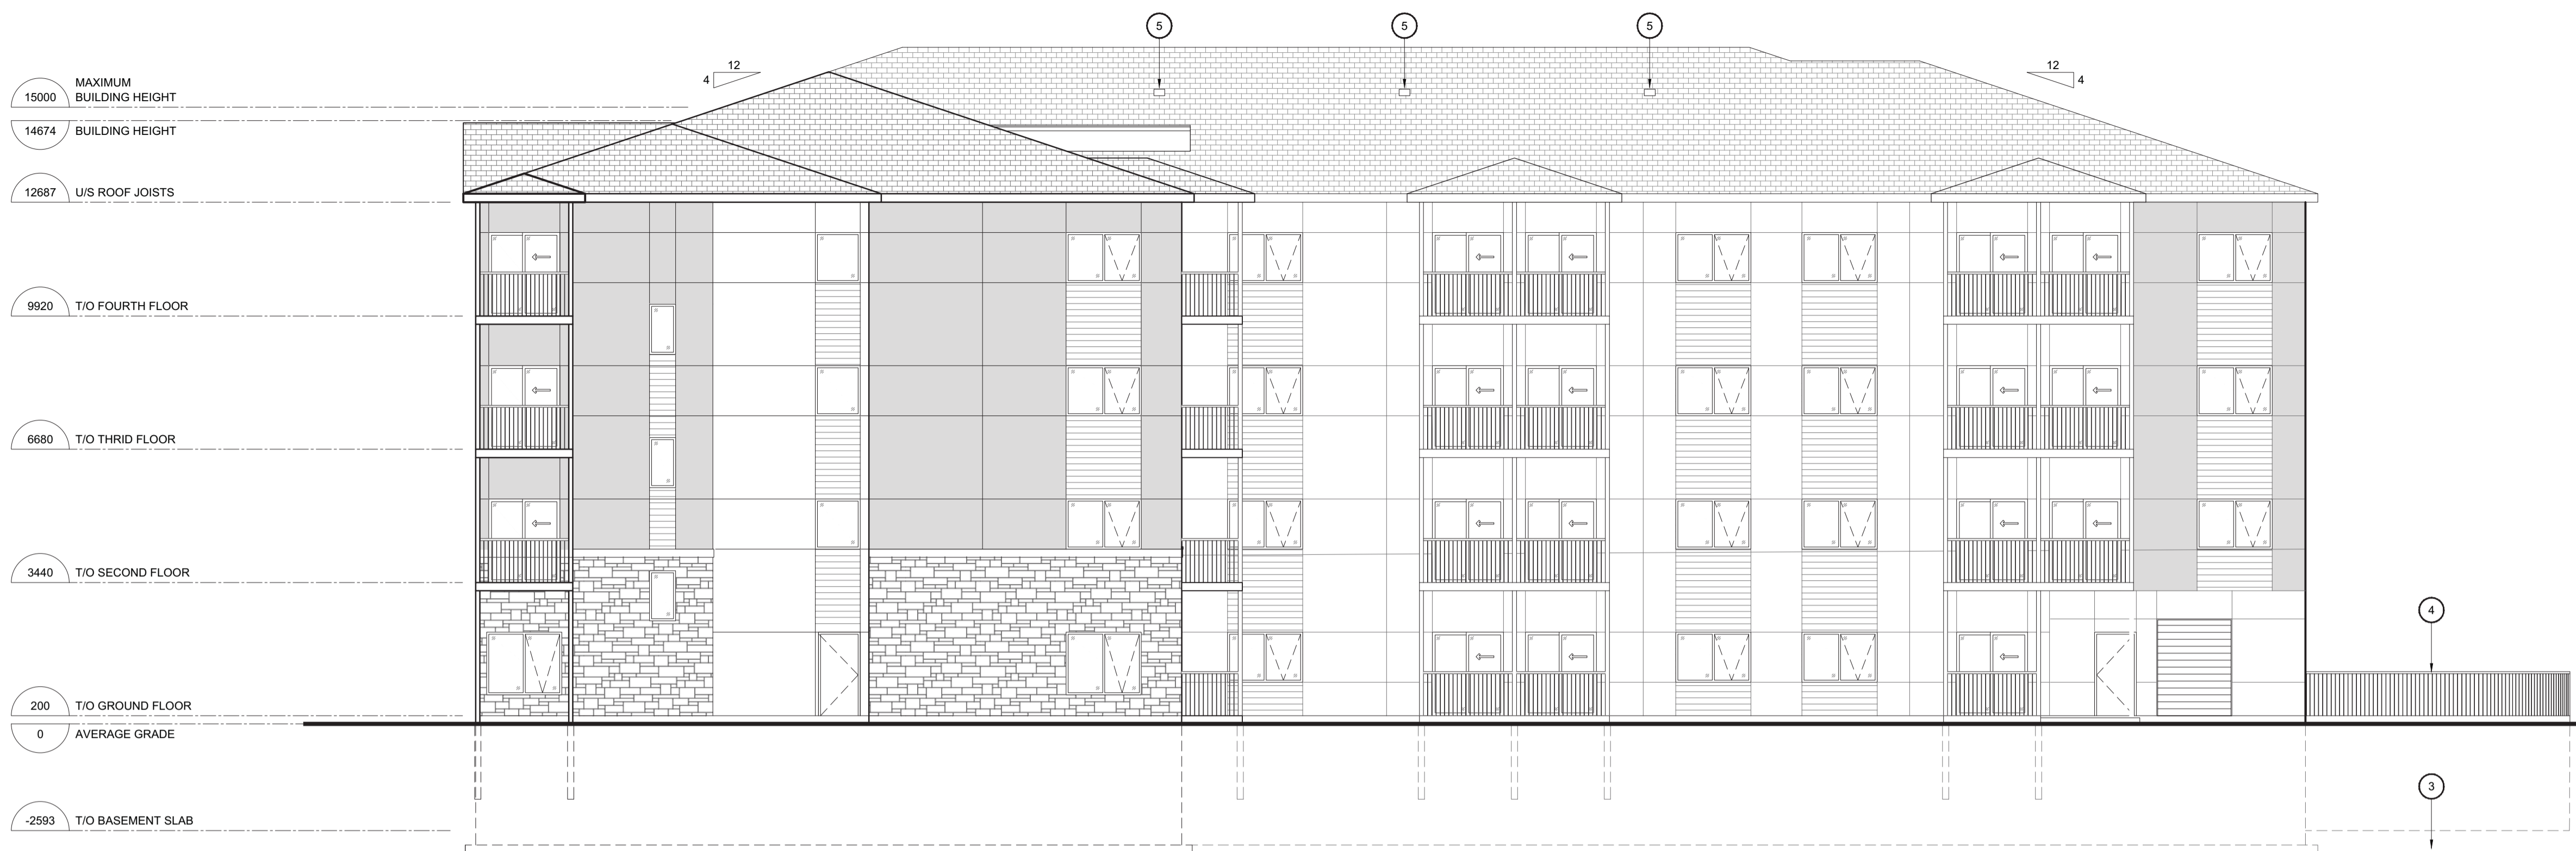 5
5
5
12
4
12
4
MAXIMUM
15000 BUILDING HEIGHT
14674 BUILDING HEIGHT
12687 U/S ROOF JOISTS
9920 T/O FOURTH FLOOR
6680 T/O THRID FLOOR
3440 T/O SECOND FLOOR
4
200 T/O GROUND FLOOR
0 AVERAGE GRADE
3
-2593 T/O BASEMENT SLAB